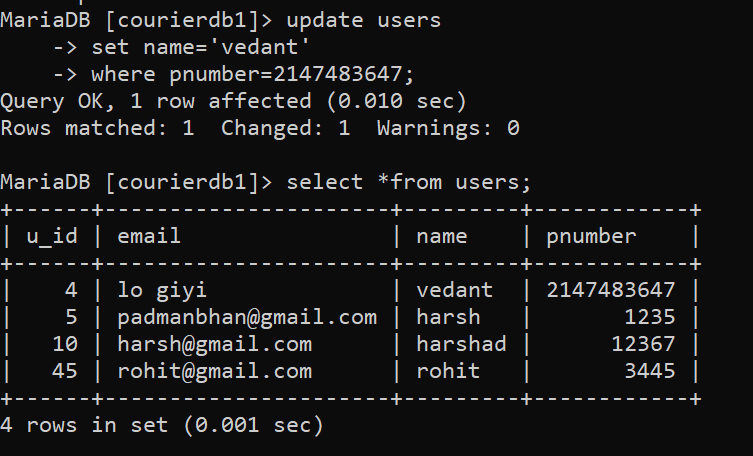 MariaDB [courierdb1]> update users
    -> set name='vedant'
    -> where pnumber=2147483647;
Query OK, 1 row affected (0.010 sec)
Rows matched: 1  Changed: 1  Warnings: 0

MariaDB [courierdb1]> select *from users;
+------+----------------------+---------+------------+
| u_id | email                | name    | pnumber    |
+------+----------------------+---------+------------+
|    4 | lo giyi              | vedant  | 2147483647 |
|    5 | padmanbhan@gmail.com | harsh   |       1235 |
|   10 | harsh@gmail.com      | harshad |      12367 |
|   45 | rohit@gmail.com      | rohit   |       3445 |
+------+----------------------+---------+------------+
4 rows in set (0.001 sec)